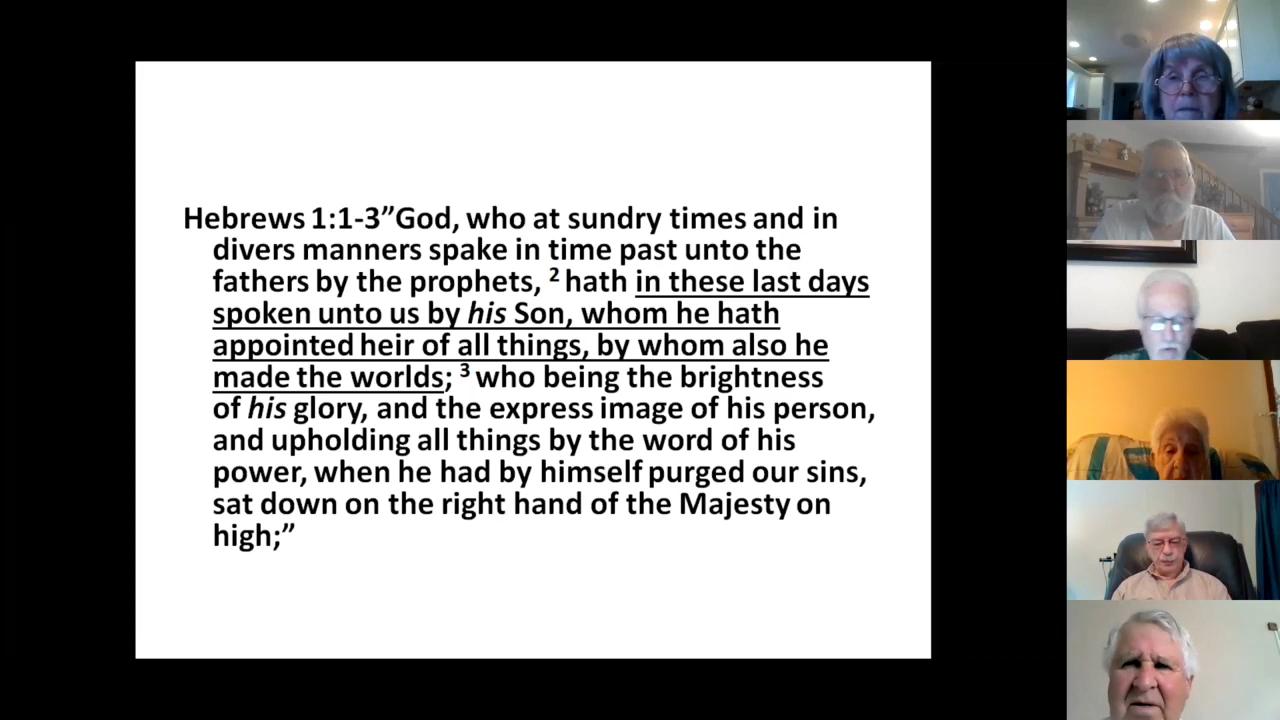 Hebrews 1:1-3”God, who at sundry times and in
divers manners spake in time past unto the
fathers by the prophets, ² hath in these last days
spoken unto us by his Son, whom he hath
appointed heir of all things, by whom also he
made the worlds; ³ who being the brightness
of his glory, and the express image of his person,
and upholding all things by the word of his
power, when he had by himself purged our sins,
sat down on the right hand of the Majesty on
high;”